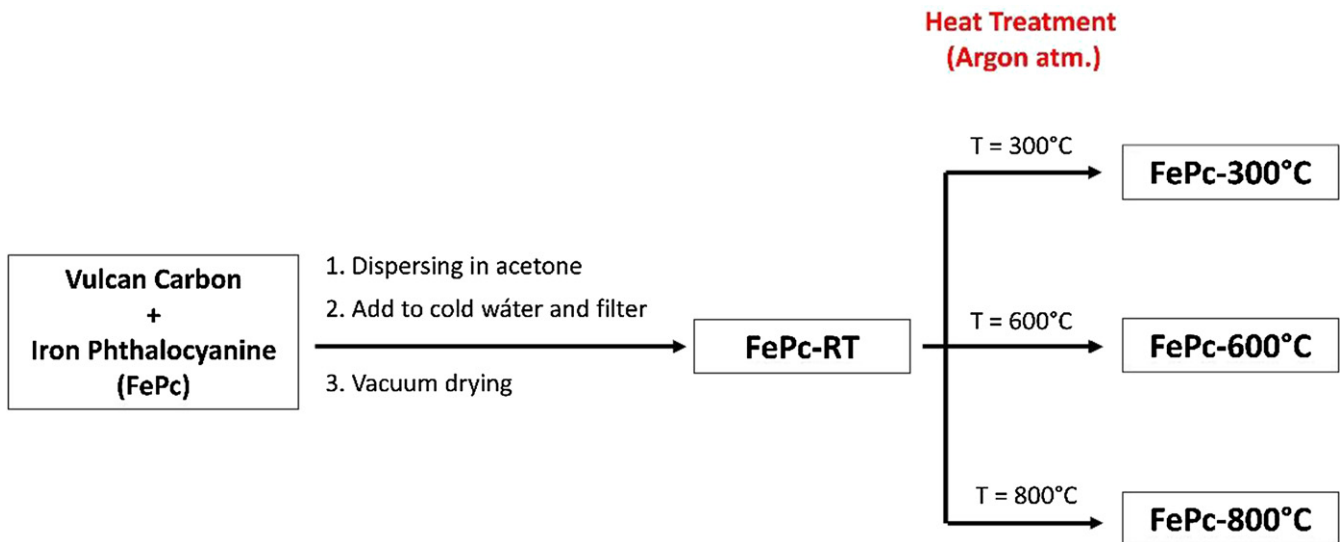 Heat Treatment
(Argon atm.)
T = 300°C
FePc-300°C
Vulcan Carbon
+
Iron Phthalocyanine
(FePc)
1. Dispersing in acetone
2. Add to cold wáter and filter
3. Vacuum drying
FePc-RT
T = 600°C
FePc-600°C
T = 800°C
FePc-800°C